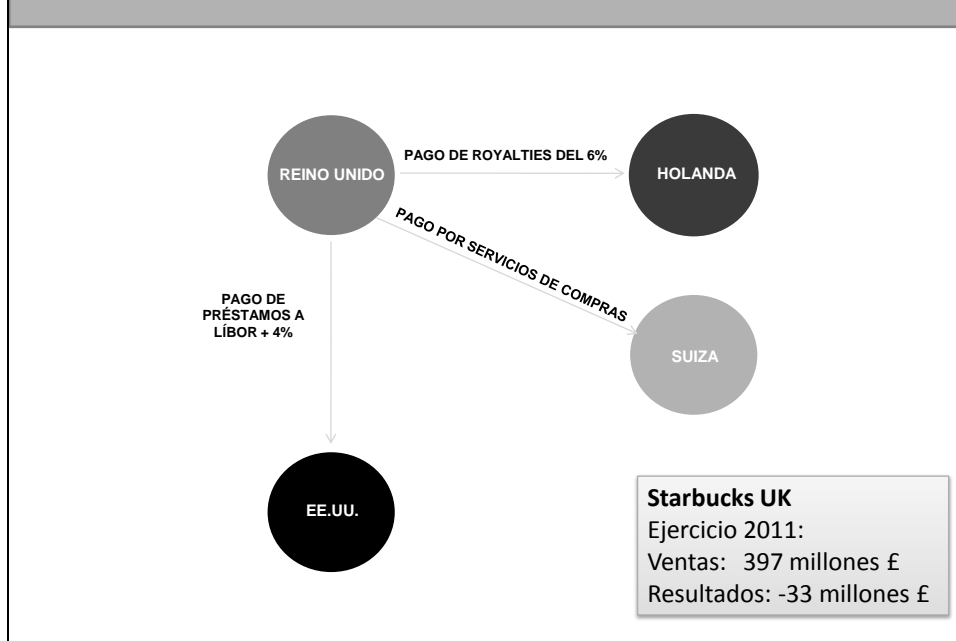 REINO UNIDO
PAGO DE ROYALTIES DEL 6%
HOLANDA
PAGO POR SERVICIOS DE COMPRAS
PAGO DE
PRÉSTAMOS A
LÍBOR + 4%
SUIZA
EE.UU.
Starbucks UK
Ejercicio 2011:
Ventas: 397 millones £
Resultados: -33 millones £